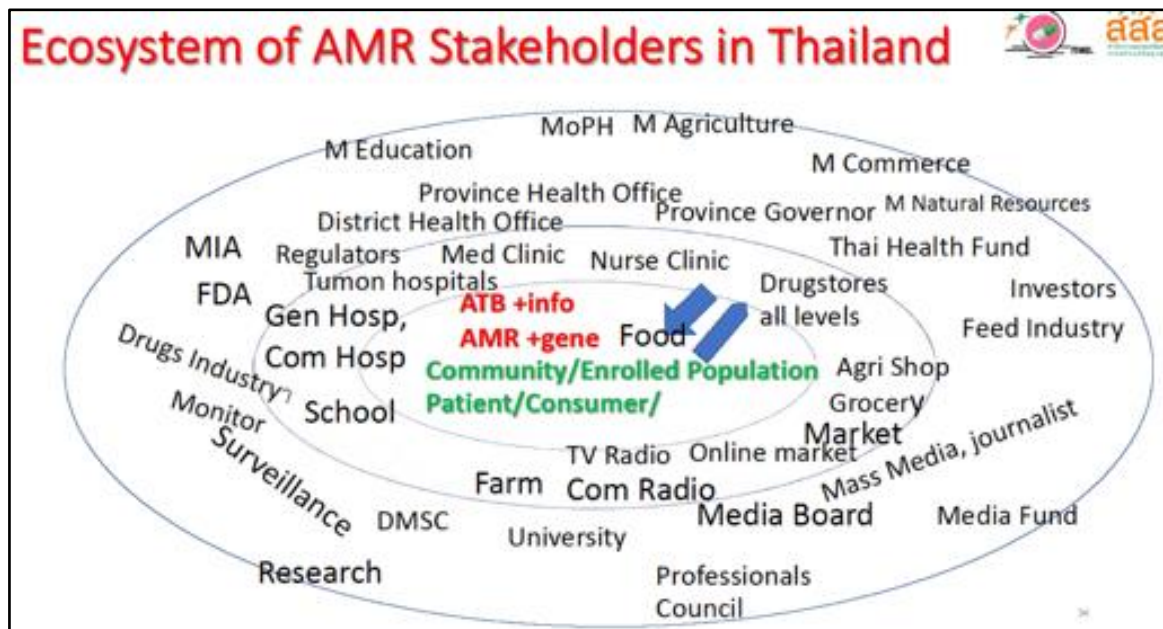 Ecosystem of AMR Stakeholders in Thailand
สสส
MoPH
M Agriculture
M Education
M Commerce
Province Health Office
M Natural Resources
District Health Office
Province Governor
MIA
Regulators
Med Clinic
Nurse Clinic
Thai Health Fund
Tumon hospitals
FDA
ATB +info
Drugstores
all levels
Investors
Gen Hosp,
AMR +gene
Food
Feed Industry
Drugs Industry
Com Hosp
Community/Enrolled Population
Agri Shop
Monitor
School
Patient/Consumer/
Grocery
Market
Surveillance
TV Radio
Online market
Mass Media, journalist
Farm
Com Radio
DMSC
University
Media Board
Media Fund
Research
Professionals
Council